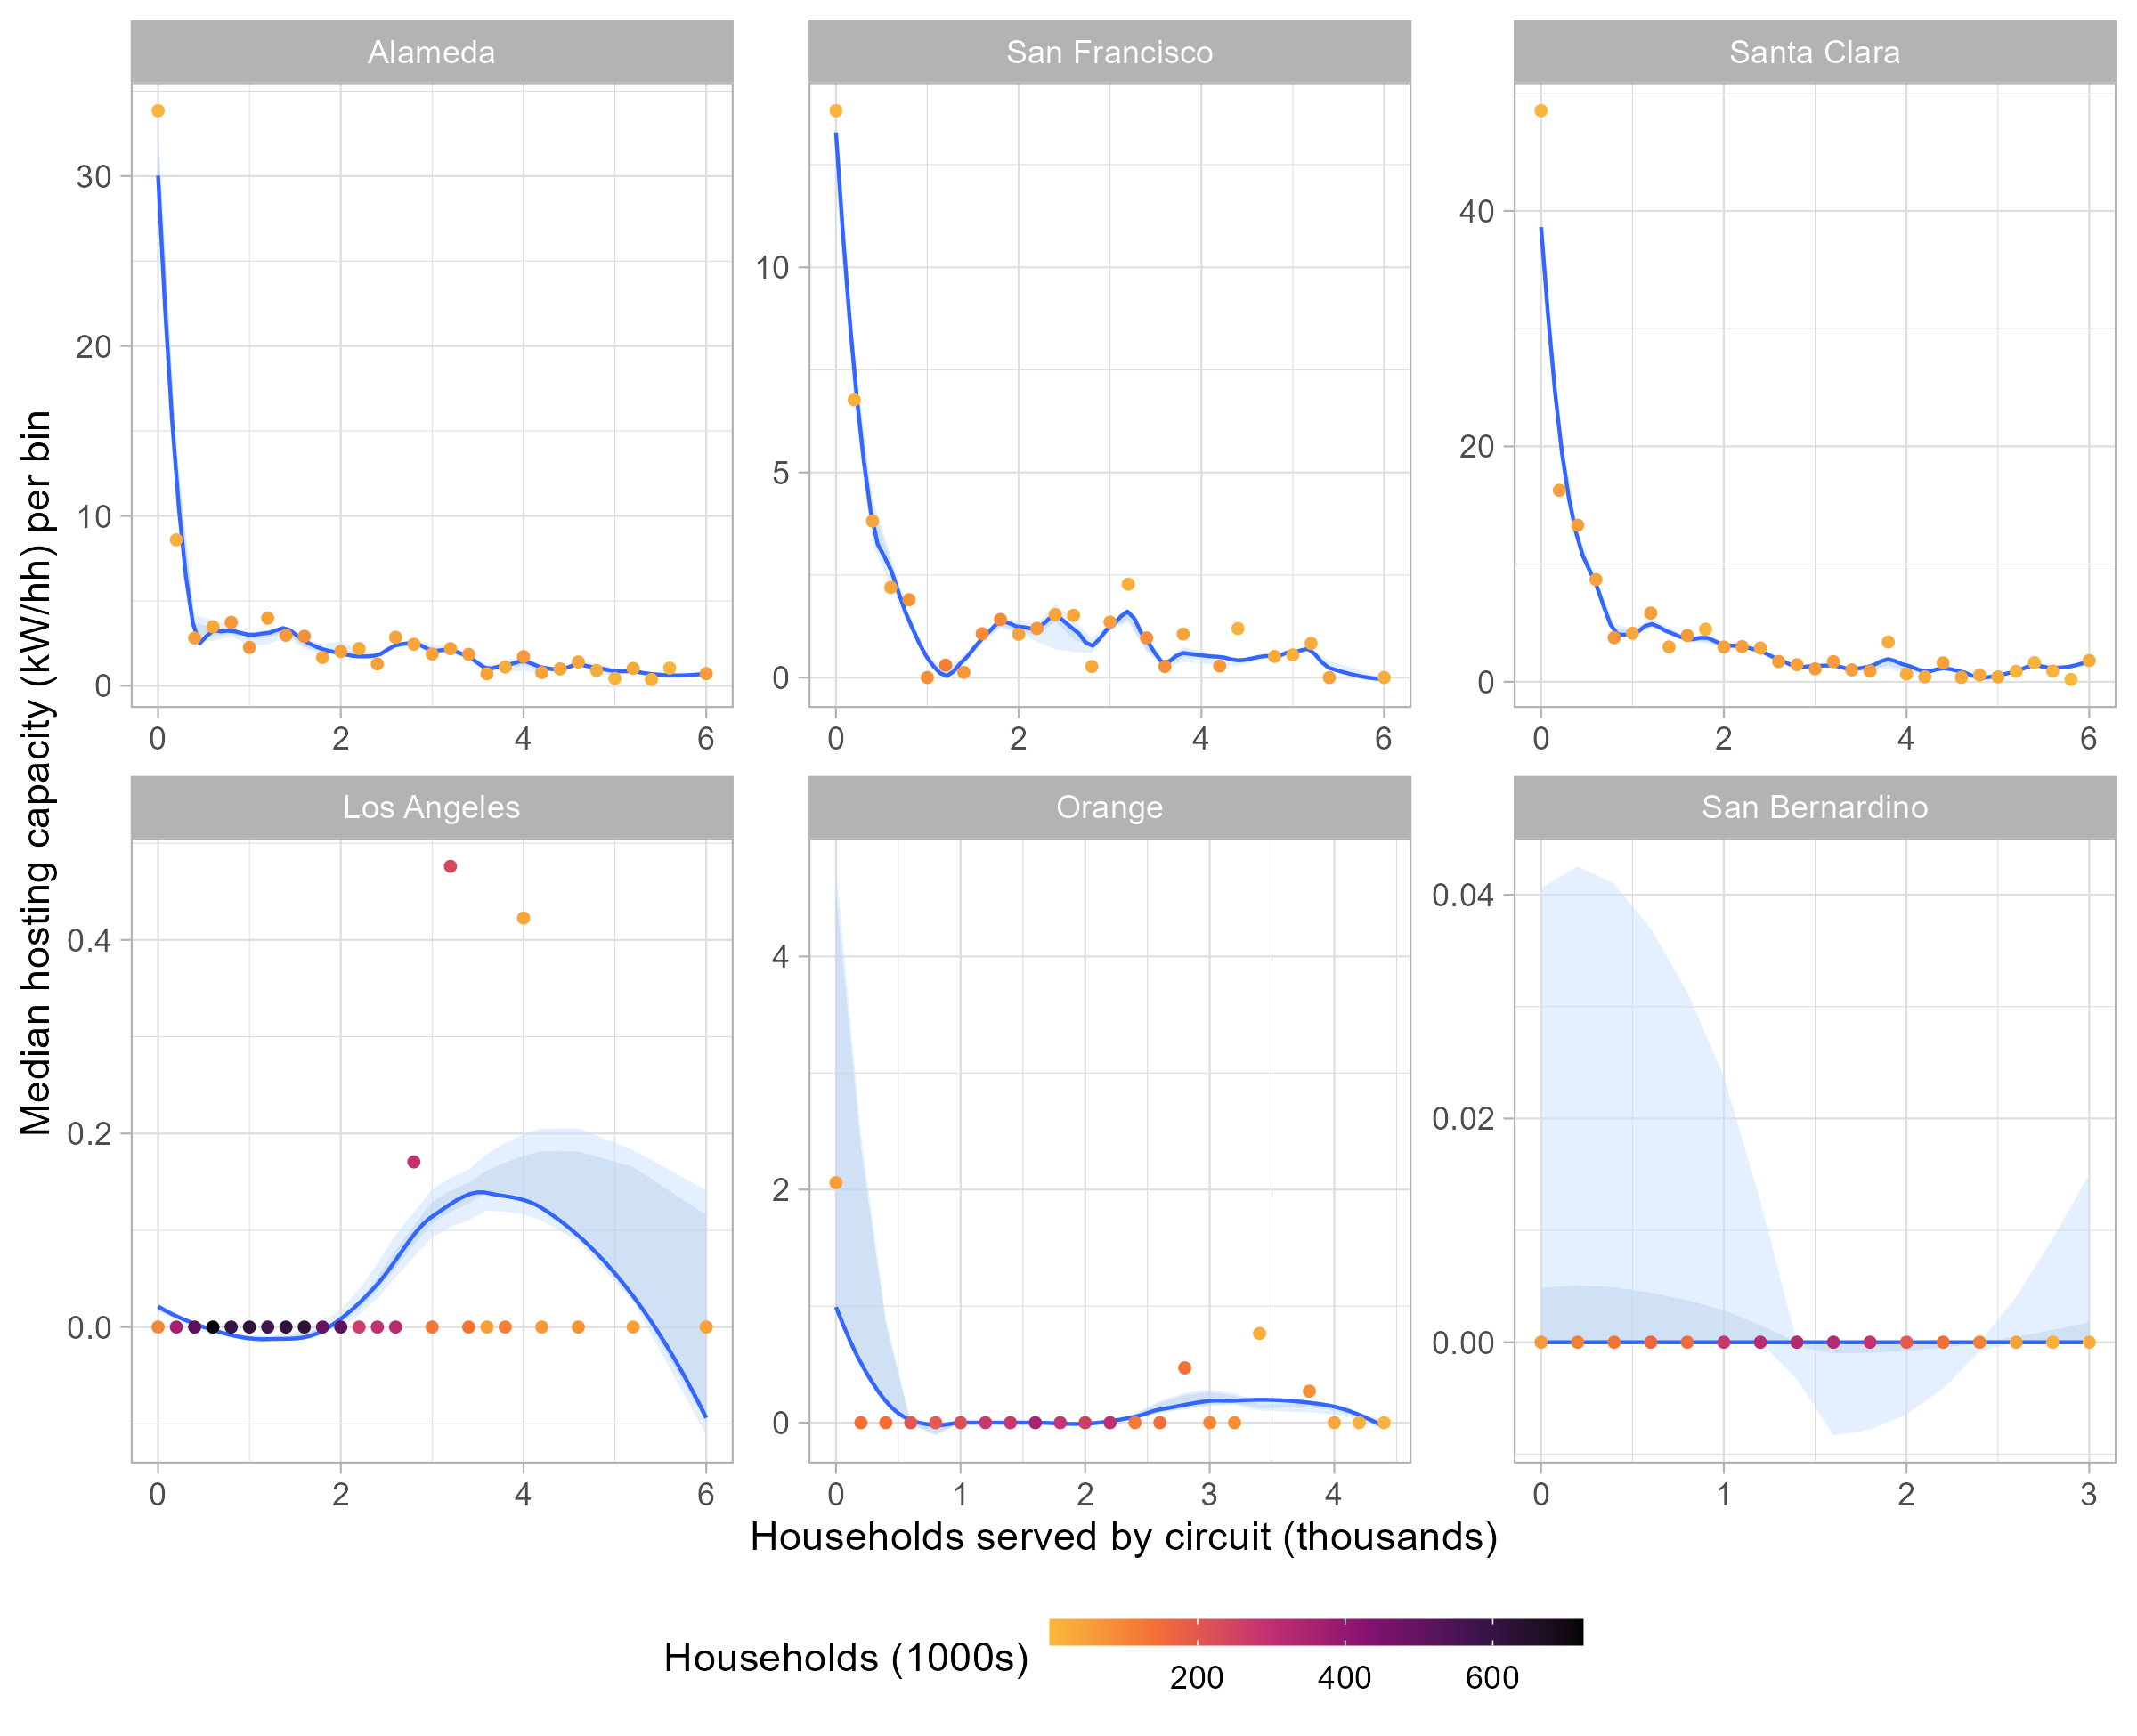 Alameda
San Francisco
Santa Clara
30
20
10
0
10
5
0
40
20
0
0 2 4 6
0 2 4 6
0 2 4 6
Median hosting capacity (kW/hh) per bin
Los Angeles
Orange
San Bernardino
0.4
0.2
0.0
4
2
0
0.04
0.02
0.00
0 2 4 6
0 1 2 3 4
0 1 2 3
Households served by circuit (thousands)
Households (1000s)
200 400 600